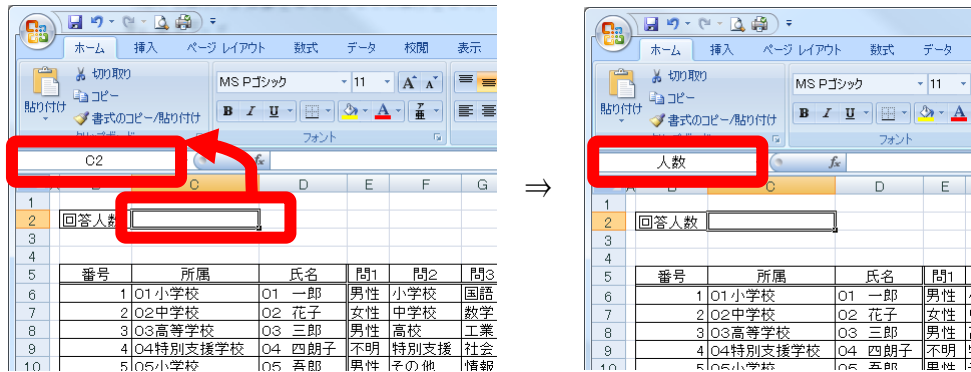 ホーム 挿入 ページ レイアウト 数式 データ 校閲 表示
切り取り
コピー
書式のコピー/貼り付け
貼り付け
MS Pゴシック 11 A A
B I U A
フォント
C2 fx
C D E F G
1
2 回答人数
3
4
5 番号 所属 氏名 問1 問2 問3
6 1 01小学校 01 一郎 男性 小学校 国語
7 2 02中学校 02 花子 女性 中学校 数学
8 3 03高等学校 03 三郎 男性 高校 工業
9 4 04特別支援学校 04 四朗子 不明 特別支援 社会
10 5 05小学校 05 吾郎 男性 その他 情報
⇒
ホーム 挿入 ページ レイアウト 数式 データ
切り取り
コピー
書式のコピー/貼り付け
貼り付け
MS Pゴシック 11
B I U A
フォント
人数 fx
C D E
1
2 回答人数
3
4
5 番号 所属 氏名 問1
6 1 01小学校 01 一郎 男性
7 2 02中学校 02 花子 女性
8 3 03高等学校 03 三郎 男性
9 4 04特別支援学校 04 四朗子 不明
10 5 05小学校 05 吾郎 男性